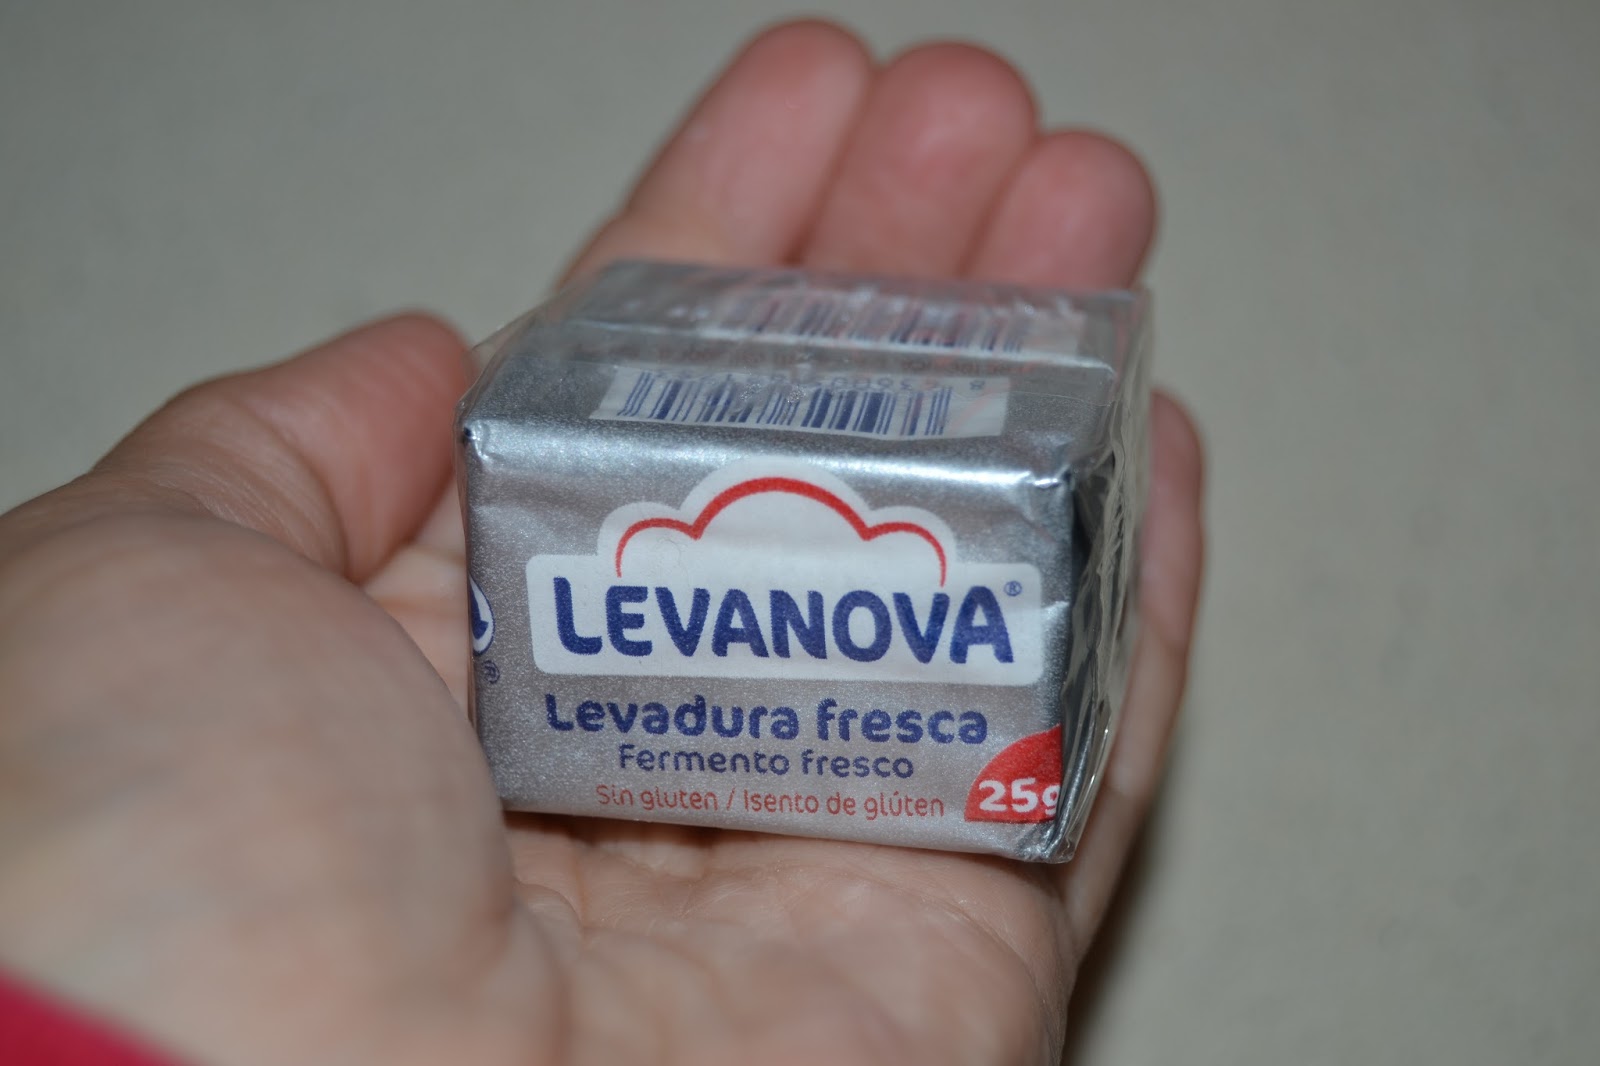 LEVANOVA®
Levadura fresca
Fermento fresco
Sin gluten / Isento de glúten
25g